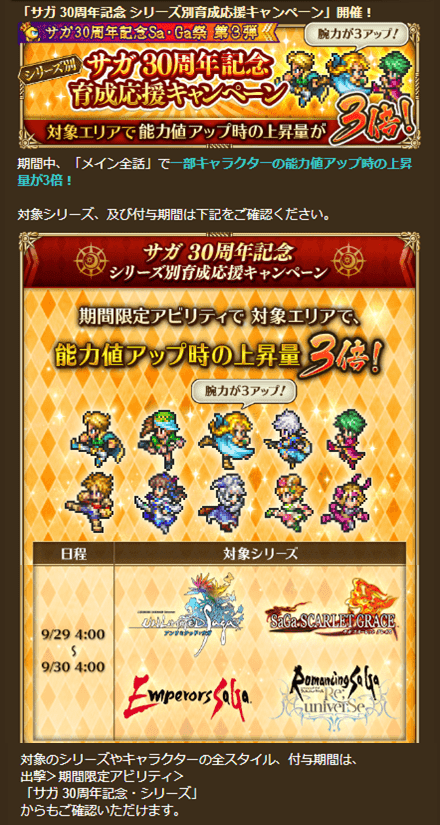 「サガ 30周年記念 シリーズ別育成応援キャンペーン」開催！
サガ30周年記念Sa・Ga祭 第3弾
腕力が3アップ!
シリーズ別
サガ 30周年記念
育成応援キャンペーン
対象エリアで 能力値アップ時の上昇量が 3倍!
期間中、「メイン全話」で一部キャラクターの能力値アップ時の上昇
量が3倍！
対象シリーズ、及び付与期間は下記をご確認ください。
サガ 30周年記念
シリーズ別育成応援キャンペーン
期間限定アビリティで 対象エリアで、
能力値アップ時の上昇量 3倍!
腕力が3アップ!
日程
対象シリーズ
9/29 4:00
～
9/30 4:00
UnLimited:SaGa
アンリミテッド:サガ
SaGa SCARLET GRACE
Emperors SaGa
Romancing SaGa
Re;
univerSe
対象のシリーズやキャラクターの全スタイル、付与期間は、
出撃＞期間限定アビリティ＞
「サガ 30周年記念・シリーズ」
からもご確認いただけます。